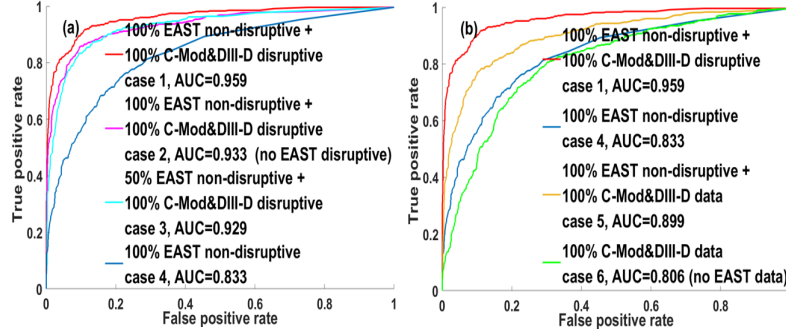 (a)
1
0.8
0.6
0.4
0.2
0
True positive rate
0
0.2
0.4
0.6
0.8
1
False positive rate
100% EAST non-disruptive +
100% C-Mod&DIII-D disruptive
case 1, AUC=0.959
100% EAST non-disruptive +
100% C-Mod&DIII-D disruptive
case 2, AUC=0.933 (no EAST disruptive)
50% EAST non-disruptive +
100% C-Mod&DIII-D disruptive
case 3, AUC=0.929
100% EAST non-disruptive
case 4, AUC=0.833
(b)
1
0.8
0.6
0.4
0.2
0
True positive rate
0
0.2
0.4
0.6
0.8
False positive rate
100% EAST non-disruptive +
100% C-Mod&DIII-D disruptive
case 1, AUC=0.959
100% EAST non-disruptive
case 4, AUC=0.833
100% EAST non-disruptive +
100% C-Mod&DIII-D data
case 5, AUC=0.899
100% C-Mod&DIII-D data
case 6, AUC=0.806 (no EAST data)